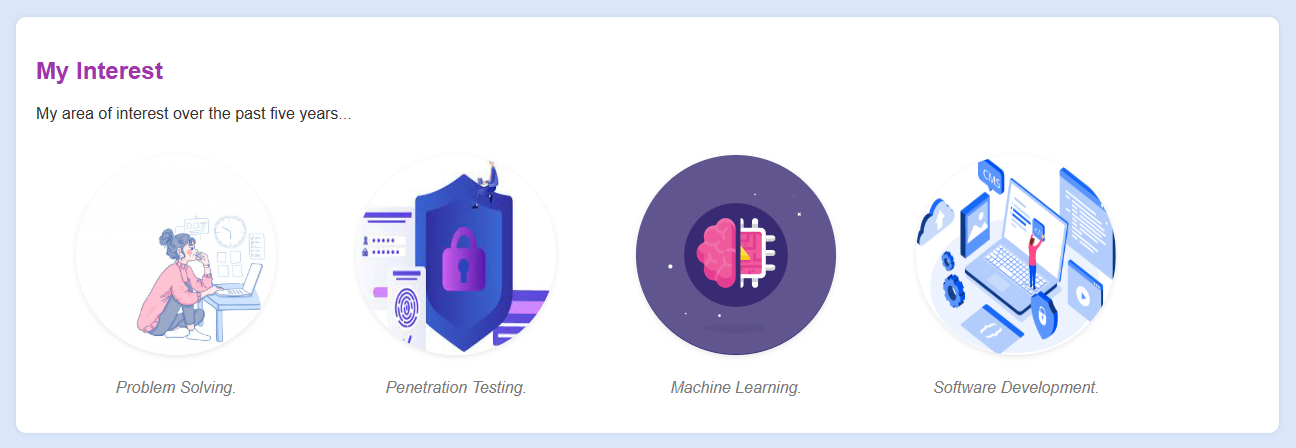 My Interest
My area of interest over the past five years...
CMS
Problem Solving.
Penetration Testing.
Machine Learning.
Software Development.